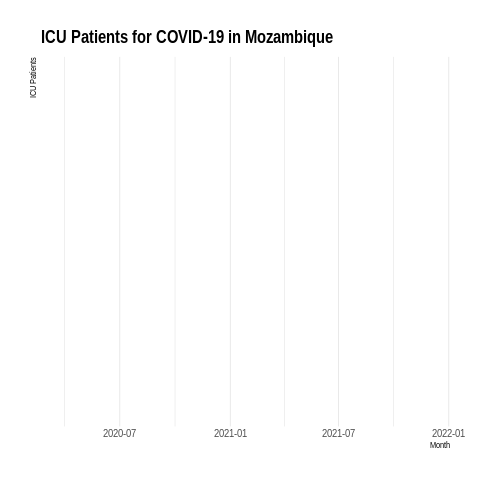 ICU Patients for COVID-19 in Mozambique
ICU Patients
2020-07 2021-01 2021-07 2022-01
Month